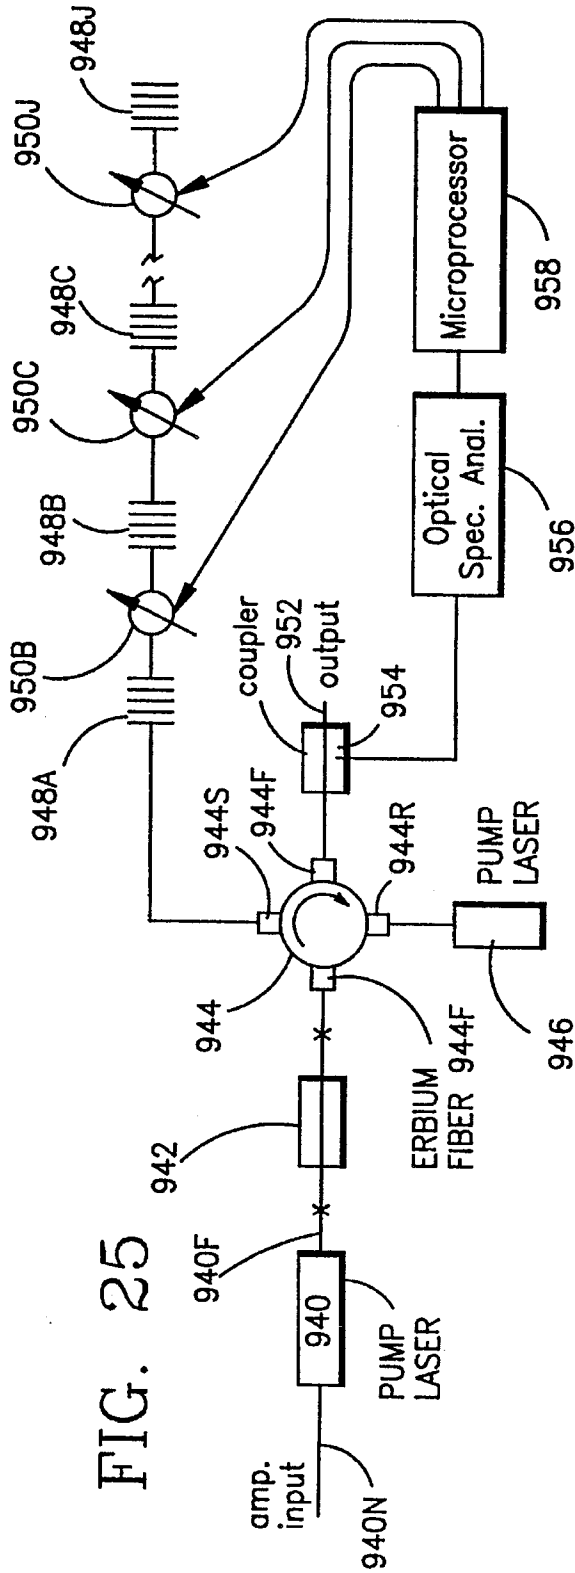 FIG. 25
948A
950B
948B
950C
948C
950J
948J
944S
944F
coupler
952
output
954
944
942
940F
940
amp.
input
940N
PUMP
LASER
ERBIUM
FIBER 944F
944R
PUMP
LASER
946
Optical
Spec. Anal.
956
Microprocessor
958